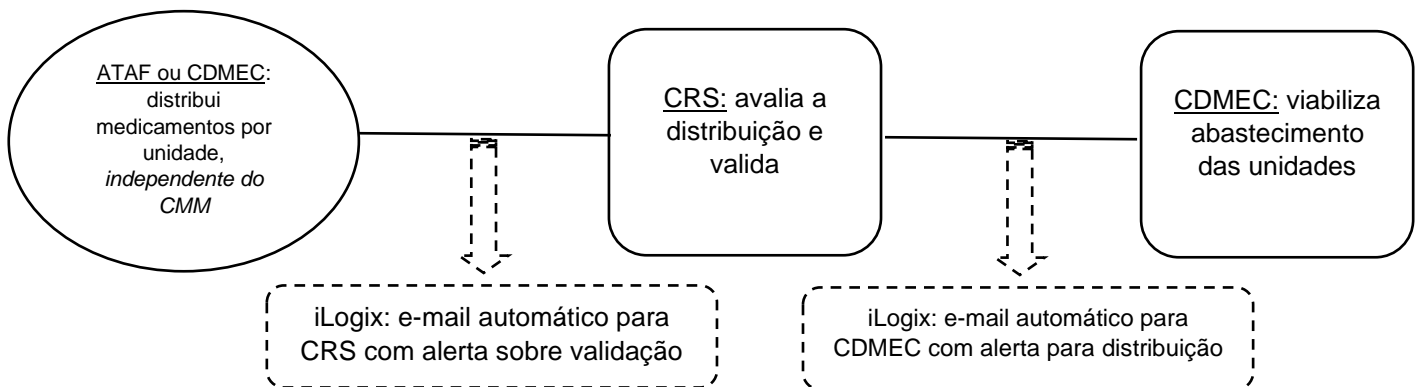 ATAF ou CDMEC:
distribui
medicamentos por
unidade,
independente do
CMM
CRS: avalia a
distribuição e
valida
CDMEC: viabiliza
abastecimento
das unidades
iLogix: e-mail automático para
CRS com alerta sobre validação
iLogix: e-mail automático para
CDMEC com alerta para distribuição